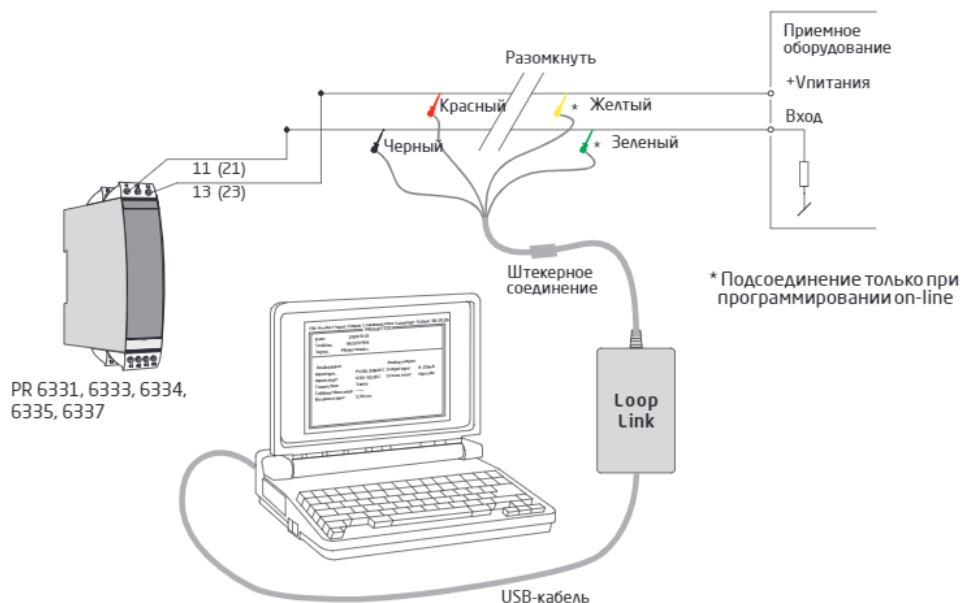 Приемное
оборудование
+Vпитания
Вход
Разомкнуть
Красный
* Желтый
Черный
* Зеленый
11 (21)
13 (23)
Штекерное
соединение
* Подсоединение только при
программировании on-line
PR 6331, 6333, 6334,
6335, 6337
Loop
Link
USB-кабель